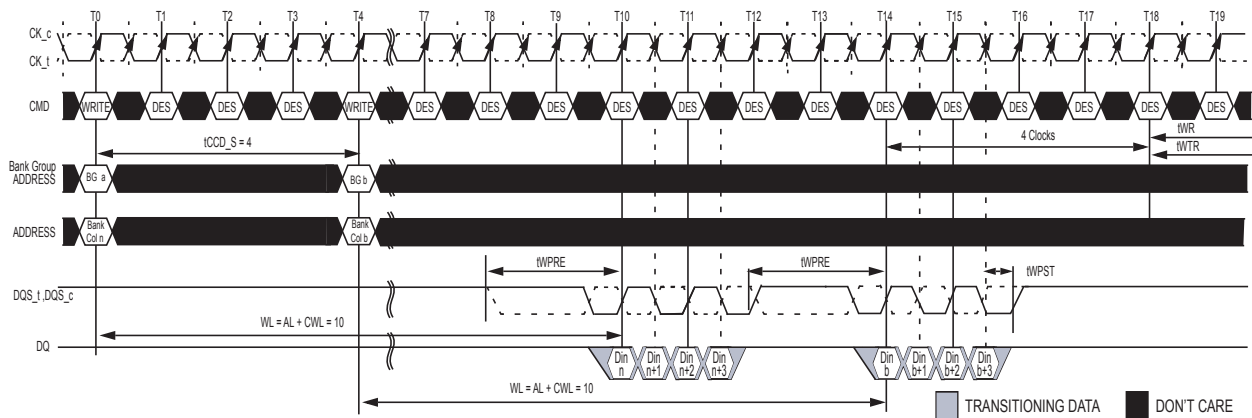 T0 T1 T2 T3 T4 T7 T8 T9 T10 T11 T12 T13 T14 T15 T16 T17 T18 T19
CK_c
CK_t
CMD WRITE DES DES DES WRITE DES DES DES DES DES DES DES DES DES DES DES DES DES
tCCD_S = 4 4 Clocks tWR
tWTR
Bank Group
ADDRESS BG a BG b
ADDRESS Bank
Col n Bank
Col b
tWPRE tWPRE tWPST
DQS_t ,DQS_c
WL = AL + CWL = 10
DQ Din
n Din
n+1 Din
n+2 Din
n+3 Din
b Din
b+1 Din
b+2 Din
b+3
WL = AL + CWL = 10
TRANSITIONING DATA DON'T CARE